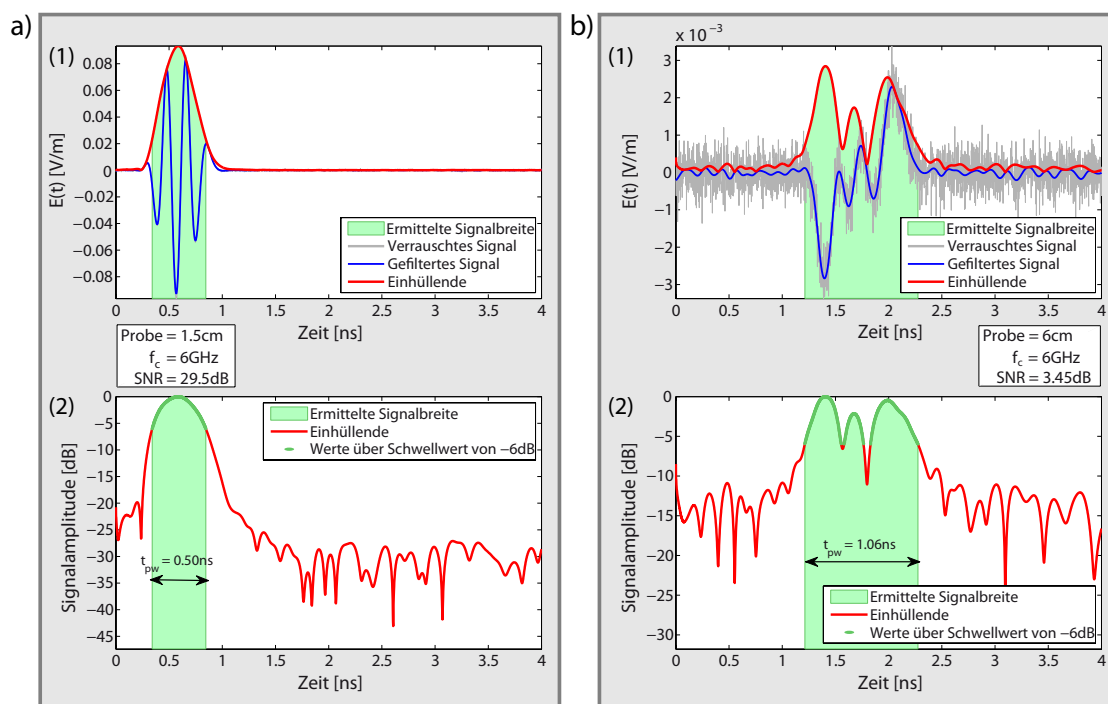 a)
(1)
0.08
0.06
0.04
0.02
0
−0.02
−0.04
−0.06
−0.08
E(t) [V/m]
Ermittelte Signalbreite
Verrauschtes Signal
Gefiltertes Signal
Einhüllende
0 0.5 1 1.5 2 2.5 3 3.5 4
Zeit [ns]
Probe = 1.5cm
f_c = 6GHz
SNR = 29.5dB
(2)
0
−5
−10
−15
−20
−25
−30
−35
−40
−45
Signalamplitude [dB]
Ermittelte Signalbreite
Einhüllende
Werte über Schwellwert von −6dB
t_pw = 0.50ns
0 0.5 1 1.5 2 2.5 3 3.5 4
Zeit [ns]
b)
(1)
x 10^−3
3
2
1
0
−1
−2
−3
E(t) [V/m]
Ermittelte Signalbreite
Verrauschtes Signal
Gefiltertes Signal
Einhüllende
0 0.5 1 1.5 2 2.5 3 3.5 4
Zeit [ns]
Probe = 6cm
f_c = 6GHz
SNR = 3.45dB
(2)
0
−5
−10
−15
−20
−25
−30
Signalamplitude [dB]
t_pw = 1.06ns
Ermittelte Signalbreite
Einhüllende
Werte über Schwellwert von −6dB
0 0.5 1 1.5 2 2.5 3 3.5 4
Zeit [ns]